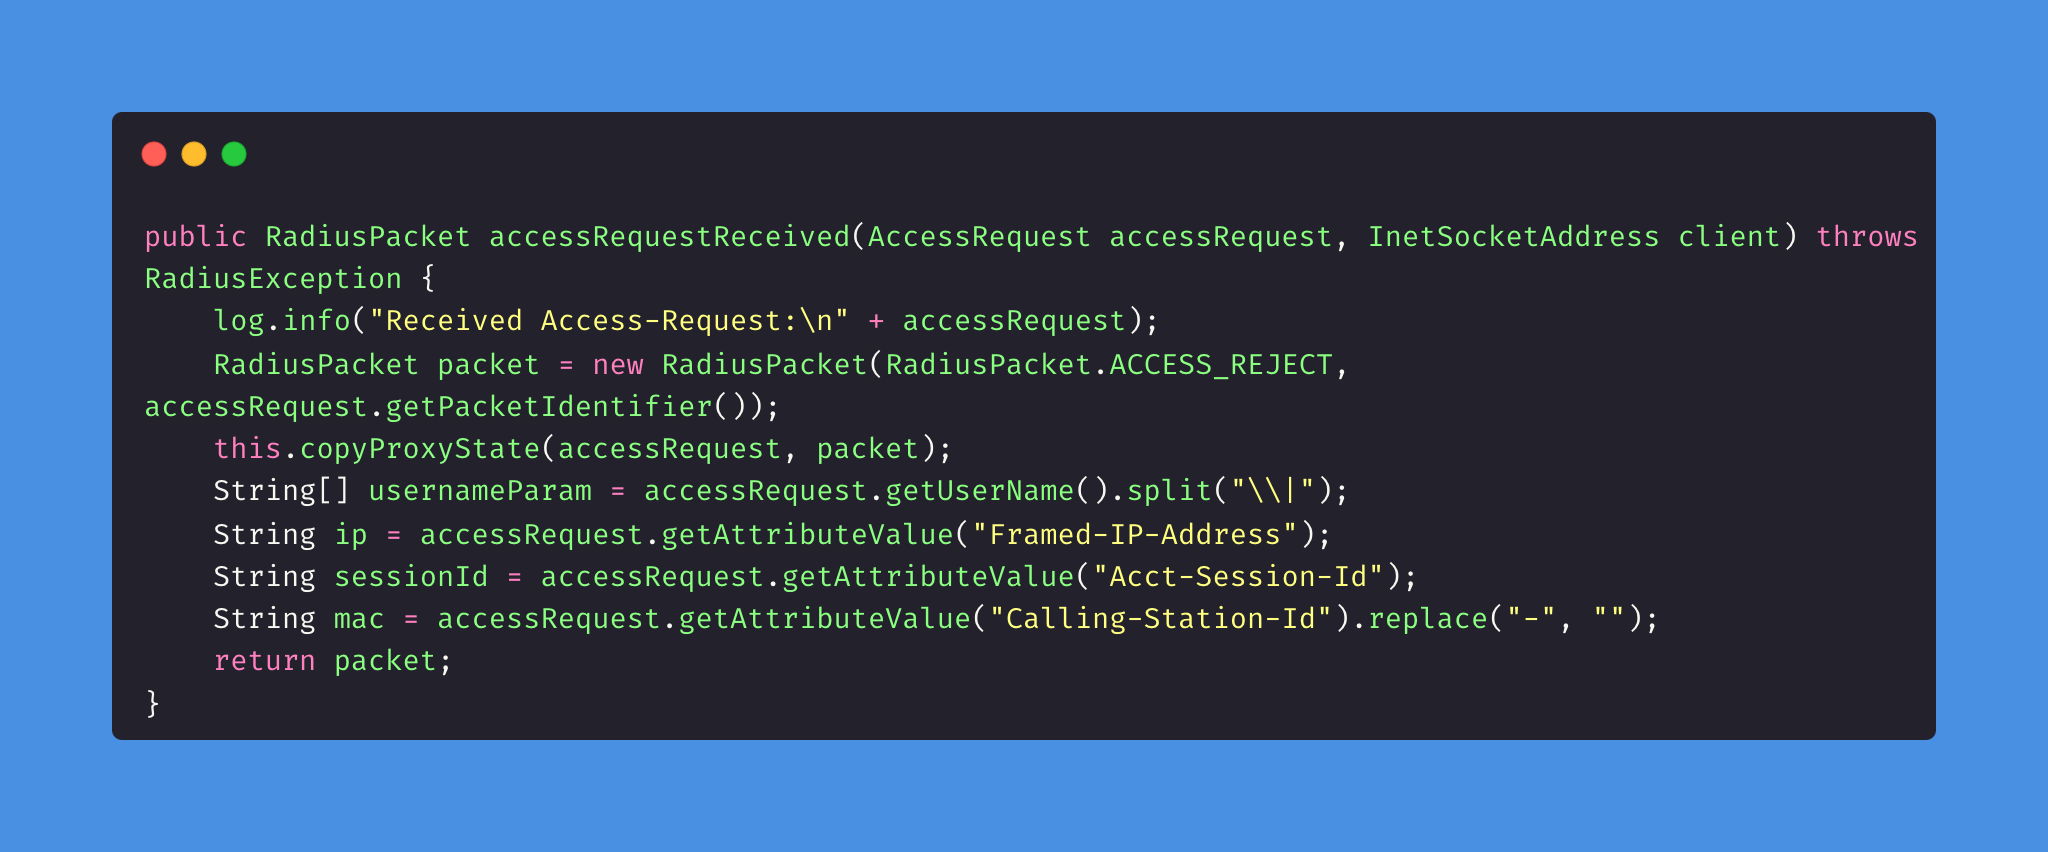 public RadiusPacket accessRequestReceived(AccessRequest accessRequest, InetSocketAddress client) throws
RadiusException {
    log.info("Received Access-Request:\n" + accessRequest);
    RadiusPacket packet = new RadiusPacket(RadiusPacket.ACCESS_REJECT,
accessRequest.getPacketIdentifier());
    this.copyProxyState(accessRequest, packet);
    String[] usernameParam = accessRequest.getUserName().split("\\|");
    String ip = accessRequest.getAttributeValue("Framed-IP-Address");
    String sessionId = accessRequest.getAttributeValue("Acct-Session-Id");
    String mac = accessRequest.getAttributeValue("Calling-Station-Id").replace("-", "");
    return packet;
}